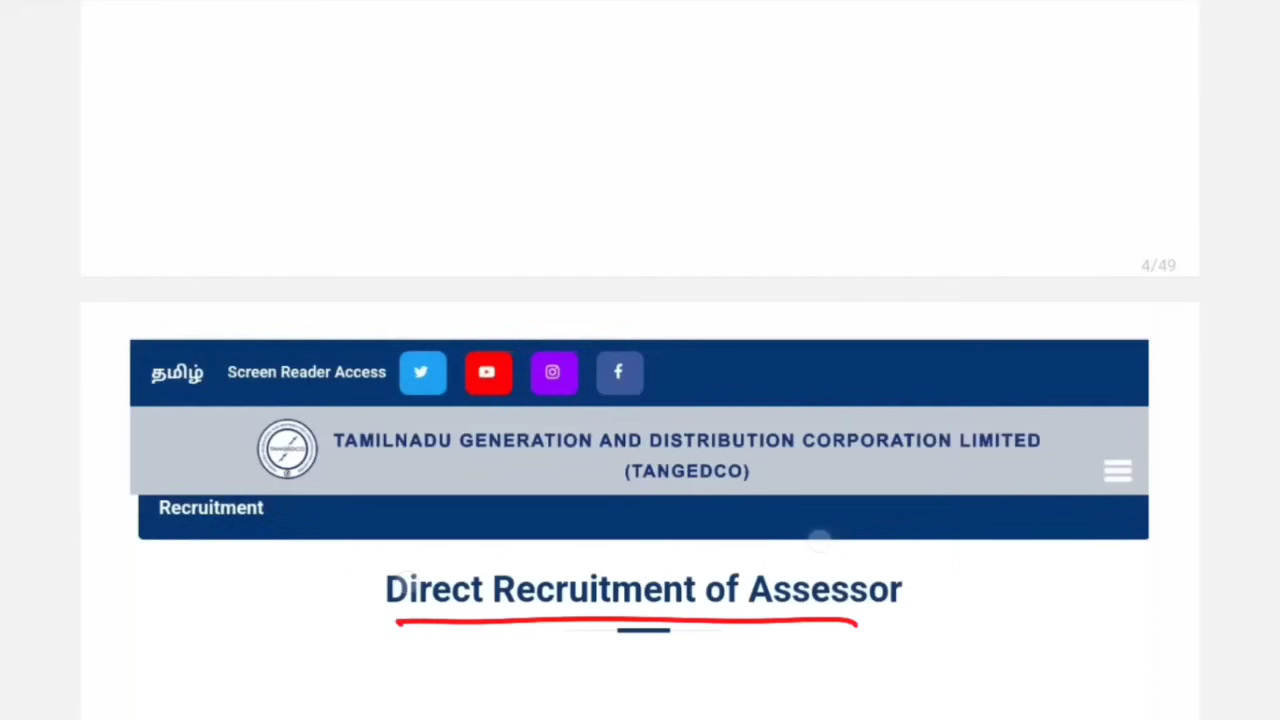 4/49
தமிழ் Screen Reader Access
TAMILNADU GENERATION AND DISTRIBUTION CORPORATION LIMITED
(TANGEDCO)
Recruitment
Direct Recruitment of Assessor